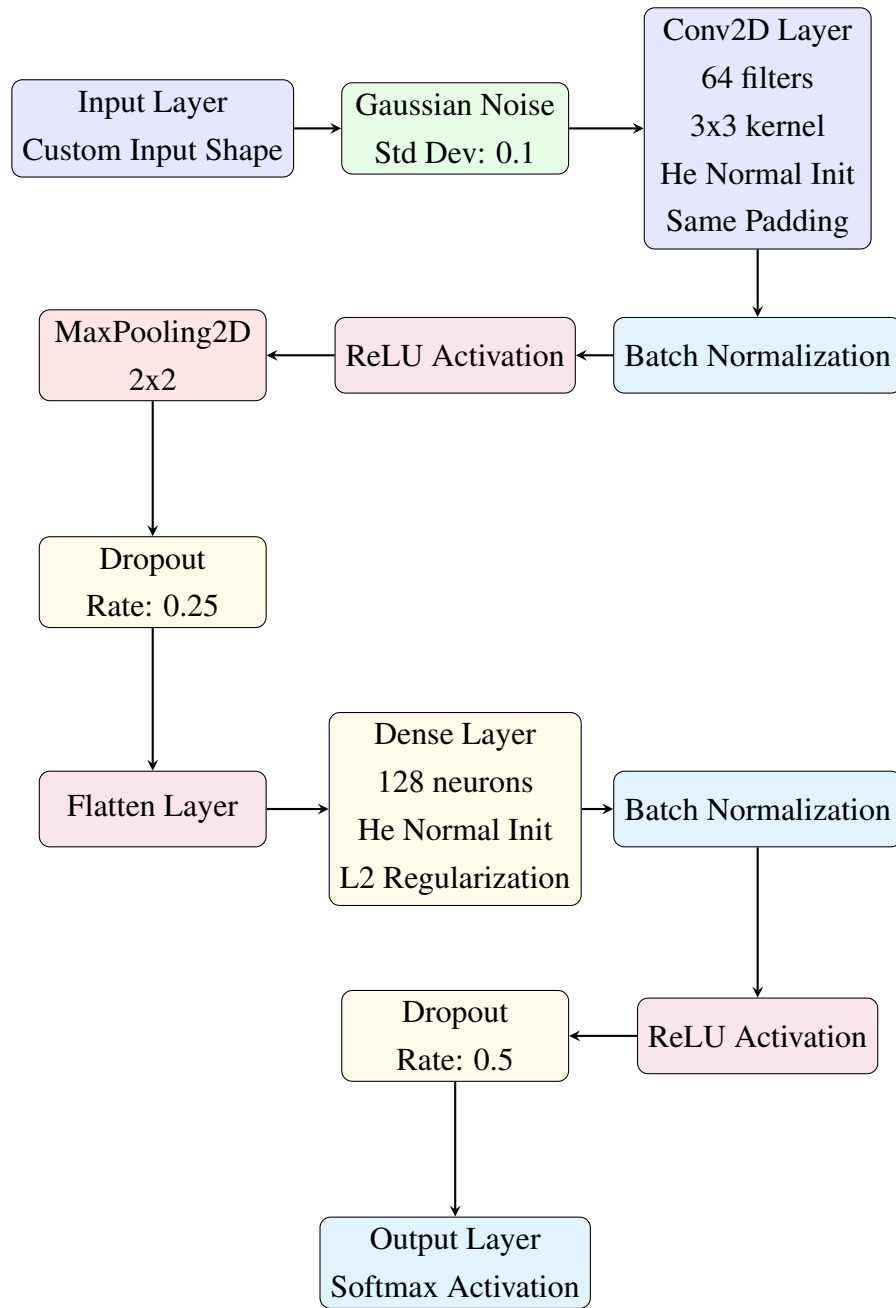 Input Layer
Custom Input Shape
Gaussian Noise
Std Dev: 0.1
Conv2D Layer
64 filters
3x3 kernel
He Normal Init
Same Padding
Batch Normalization
ReLU Activation
MaxPooling2D
2x2
Dropout
Rate: 0.25
Flatten Layer
Dense Layer
128 neurons
He Normal Init
L2 Regularization
Batch Normalization
ReLU Activation
Dropout
Rate: 0.5
Output Layer
Softmax Activation